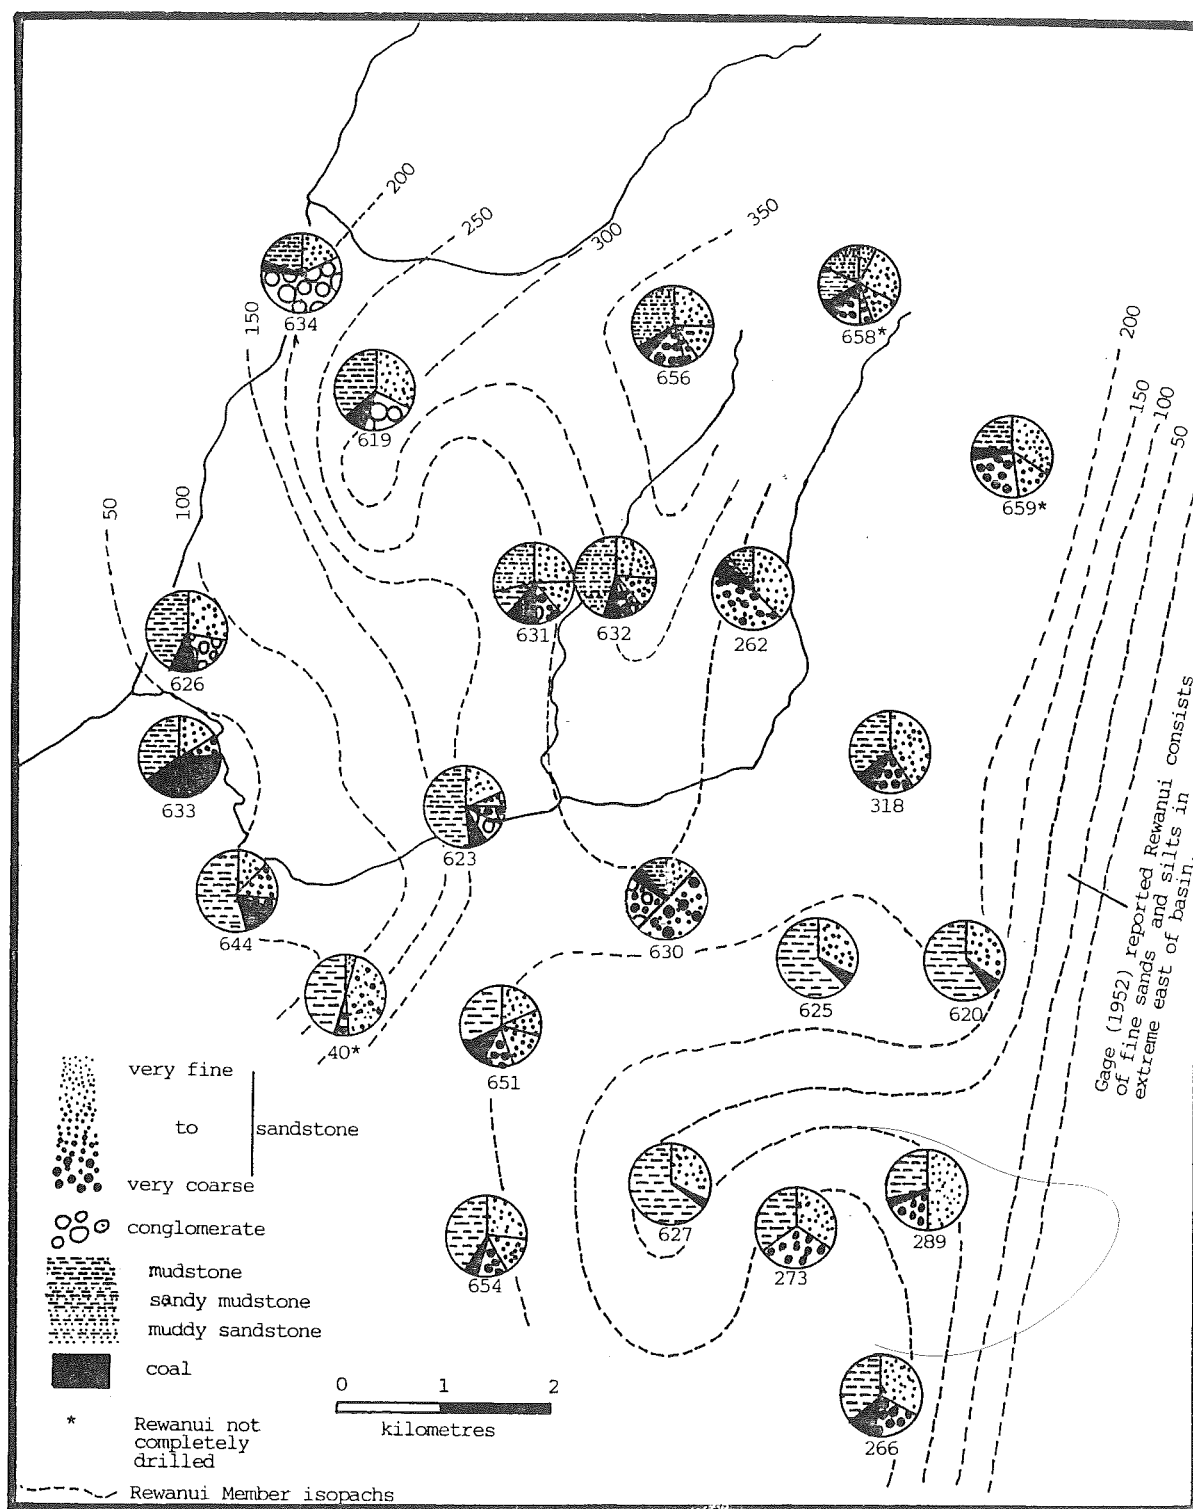 200
250
300
350
150
634
656
658*
200
150
100
50
619
659*
50
100
631
632
262
626
633
623
318
644
630
625
620
40*
651
Gage (1952) reported Rewanui consists
of fine sands and silts in
extreme east of basin.
very fine
to
sandstone
very coarse
conglomerate
mudstone
sandy mudstone
muddy sandstone
coal
* Rewanui not
completely
drilled
Rewanui Member isopachs
0 1 2
kilometres
654
627
273
289
266